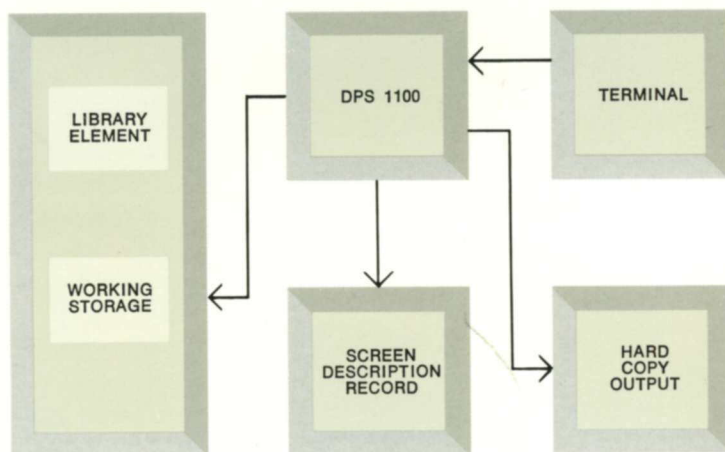 LIBRARY
ELEMENT
WORKING
STORAGE
DPS 1100
TERMINAL
SCREEN
DESCRIPTION
RECORD
HARD
COPY
OUTPUT